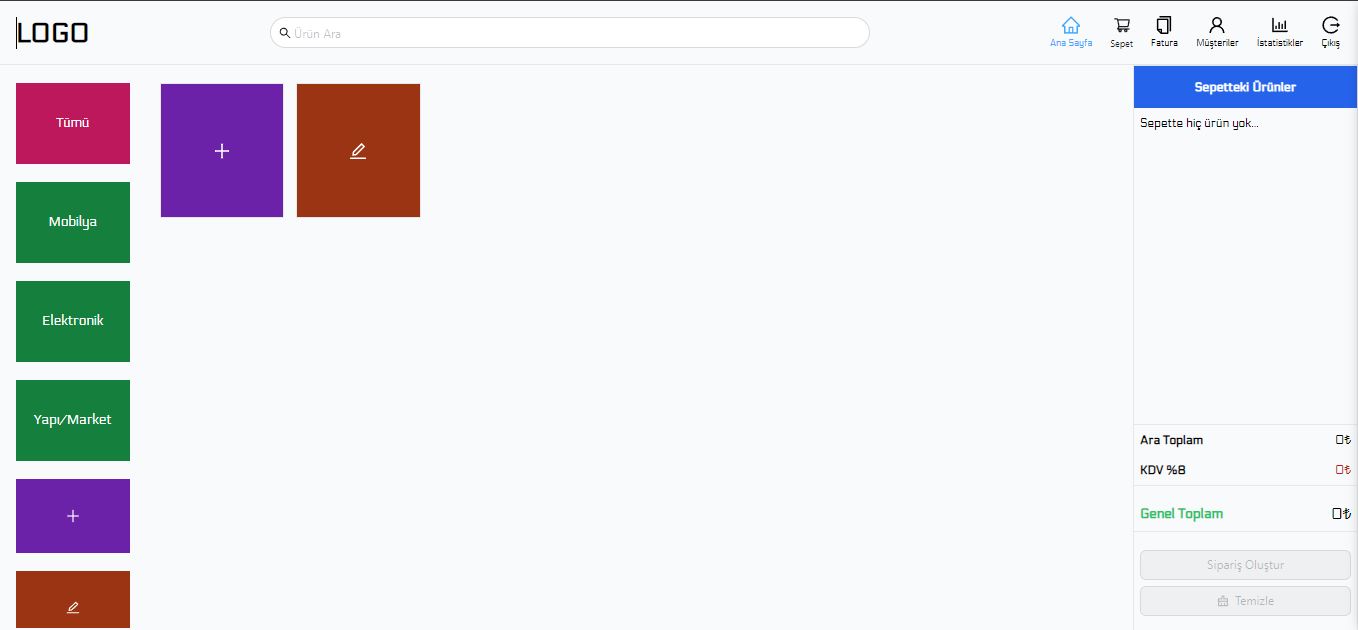 LOGO
Ürün Ara
Ana Sayfa
Sepet
Fatura
Müşteriler
İstatistikler
Çıkış
Tümü
Mobilya
Elektronik
Yapı/Market
Sepetteki Ürünler
Sepette hiç ürün yok...
Ara Toplam 0₺
KDV %8 0₺
Genel Toplam 0₺
Sipariş Oluştur
Temizle